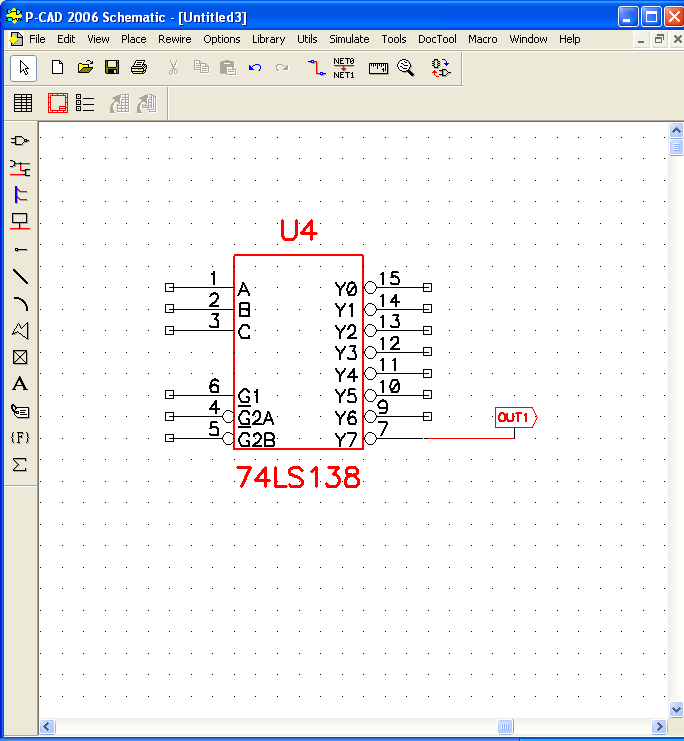 P-CAD 2006 Schematic - [Untitled3]
File Edit View Place Rewire Options Library Utils Simulate Tools DocTool Macro Window Help
NET0
NET1
A
{F}
Σ
U4
1 A Y0 15
2 B Y1 14
3 C Y2 13
Y3 12
Y4 11
6 G1 Y5 10
4 G2A Y6 9
5 G2B Y7 7
OUT1
74LS138